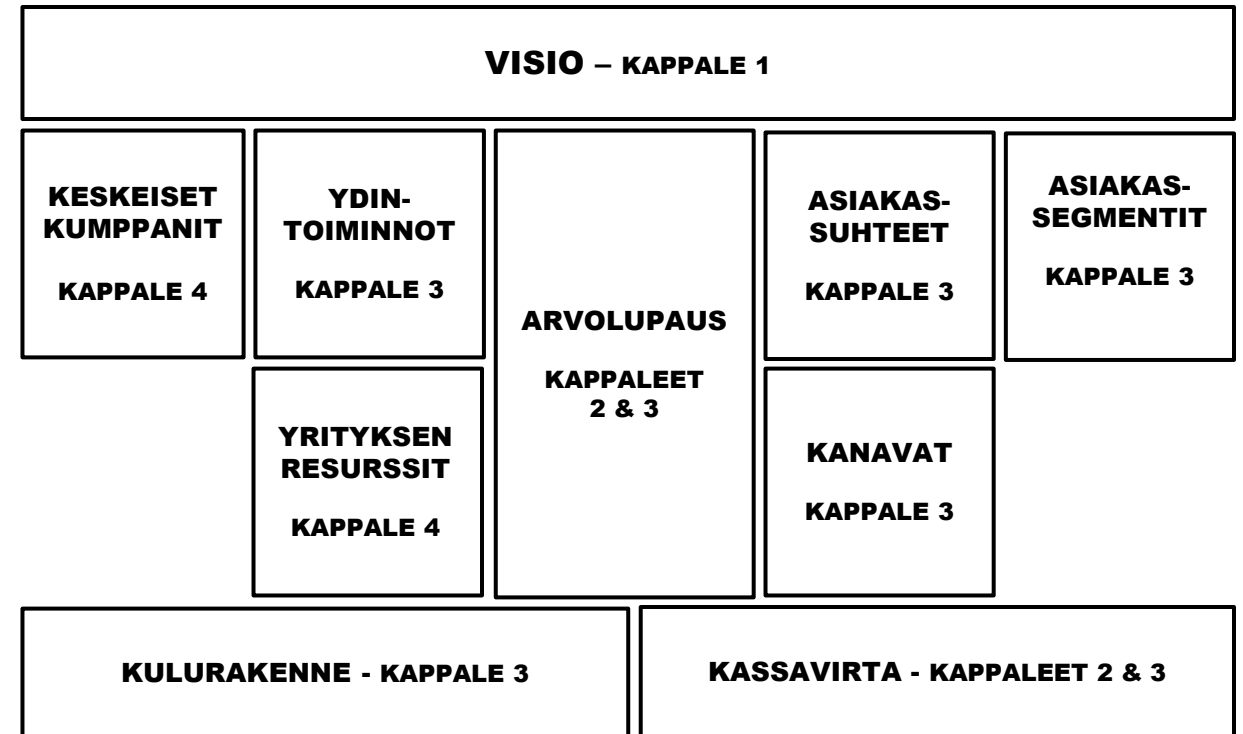 VISIO – KAPPALE 1
KESKEISET
KUMPPANIT
KAPPALE 4
YDIN-
TOIMINNOT
KAPPALE 3
YRITYKSEN
RESURSSIT
KAPPALE 4
ARVOLUPAUS
KAPPALEET
2 & 3
ASIAKAS-
SUHTEET
KAPPALE 3
KANAVAT
KAPPALE 3
ASIAKAS-
SEGMENTIT
KAPPALE 3
KULURAKENNE - KAPPALE 3
KASSAVIRTA - KAPPALEET 2 & 3